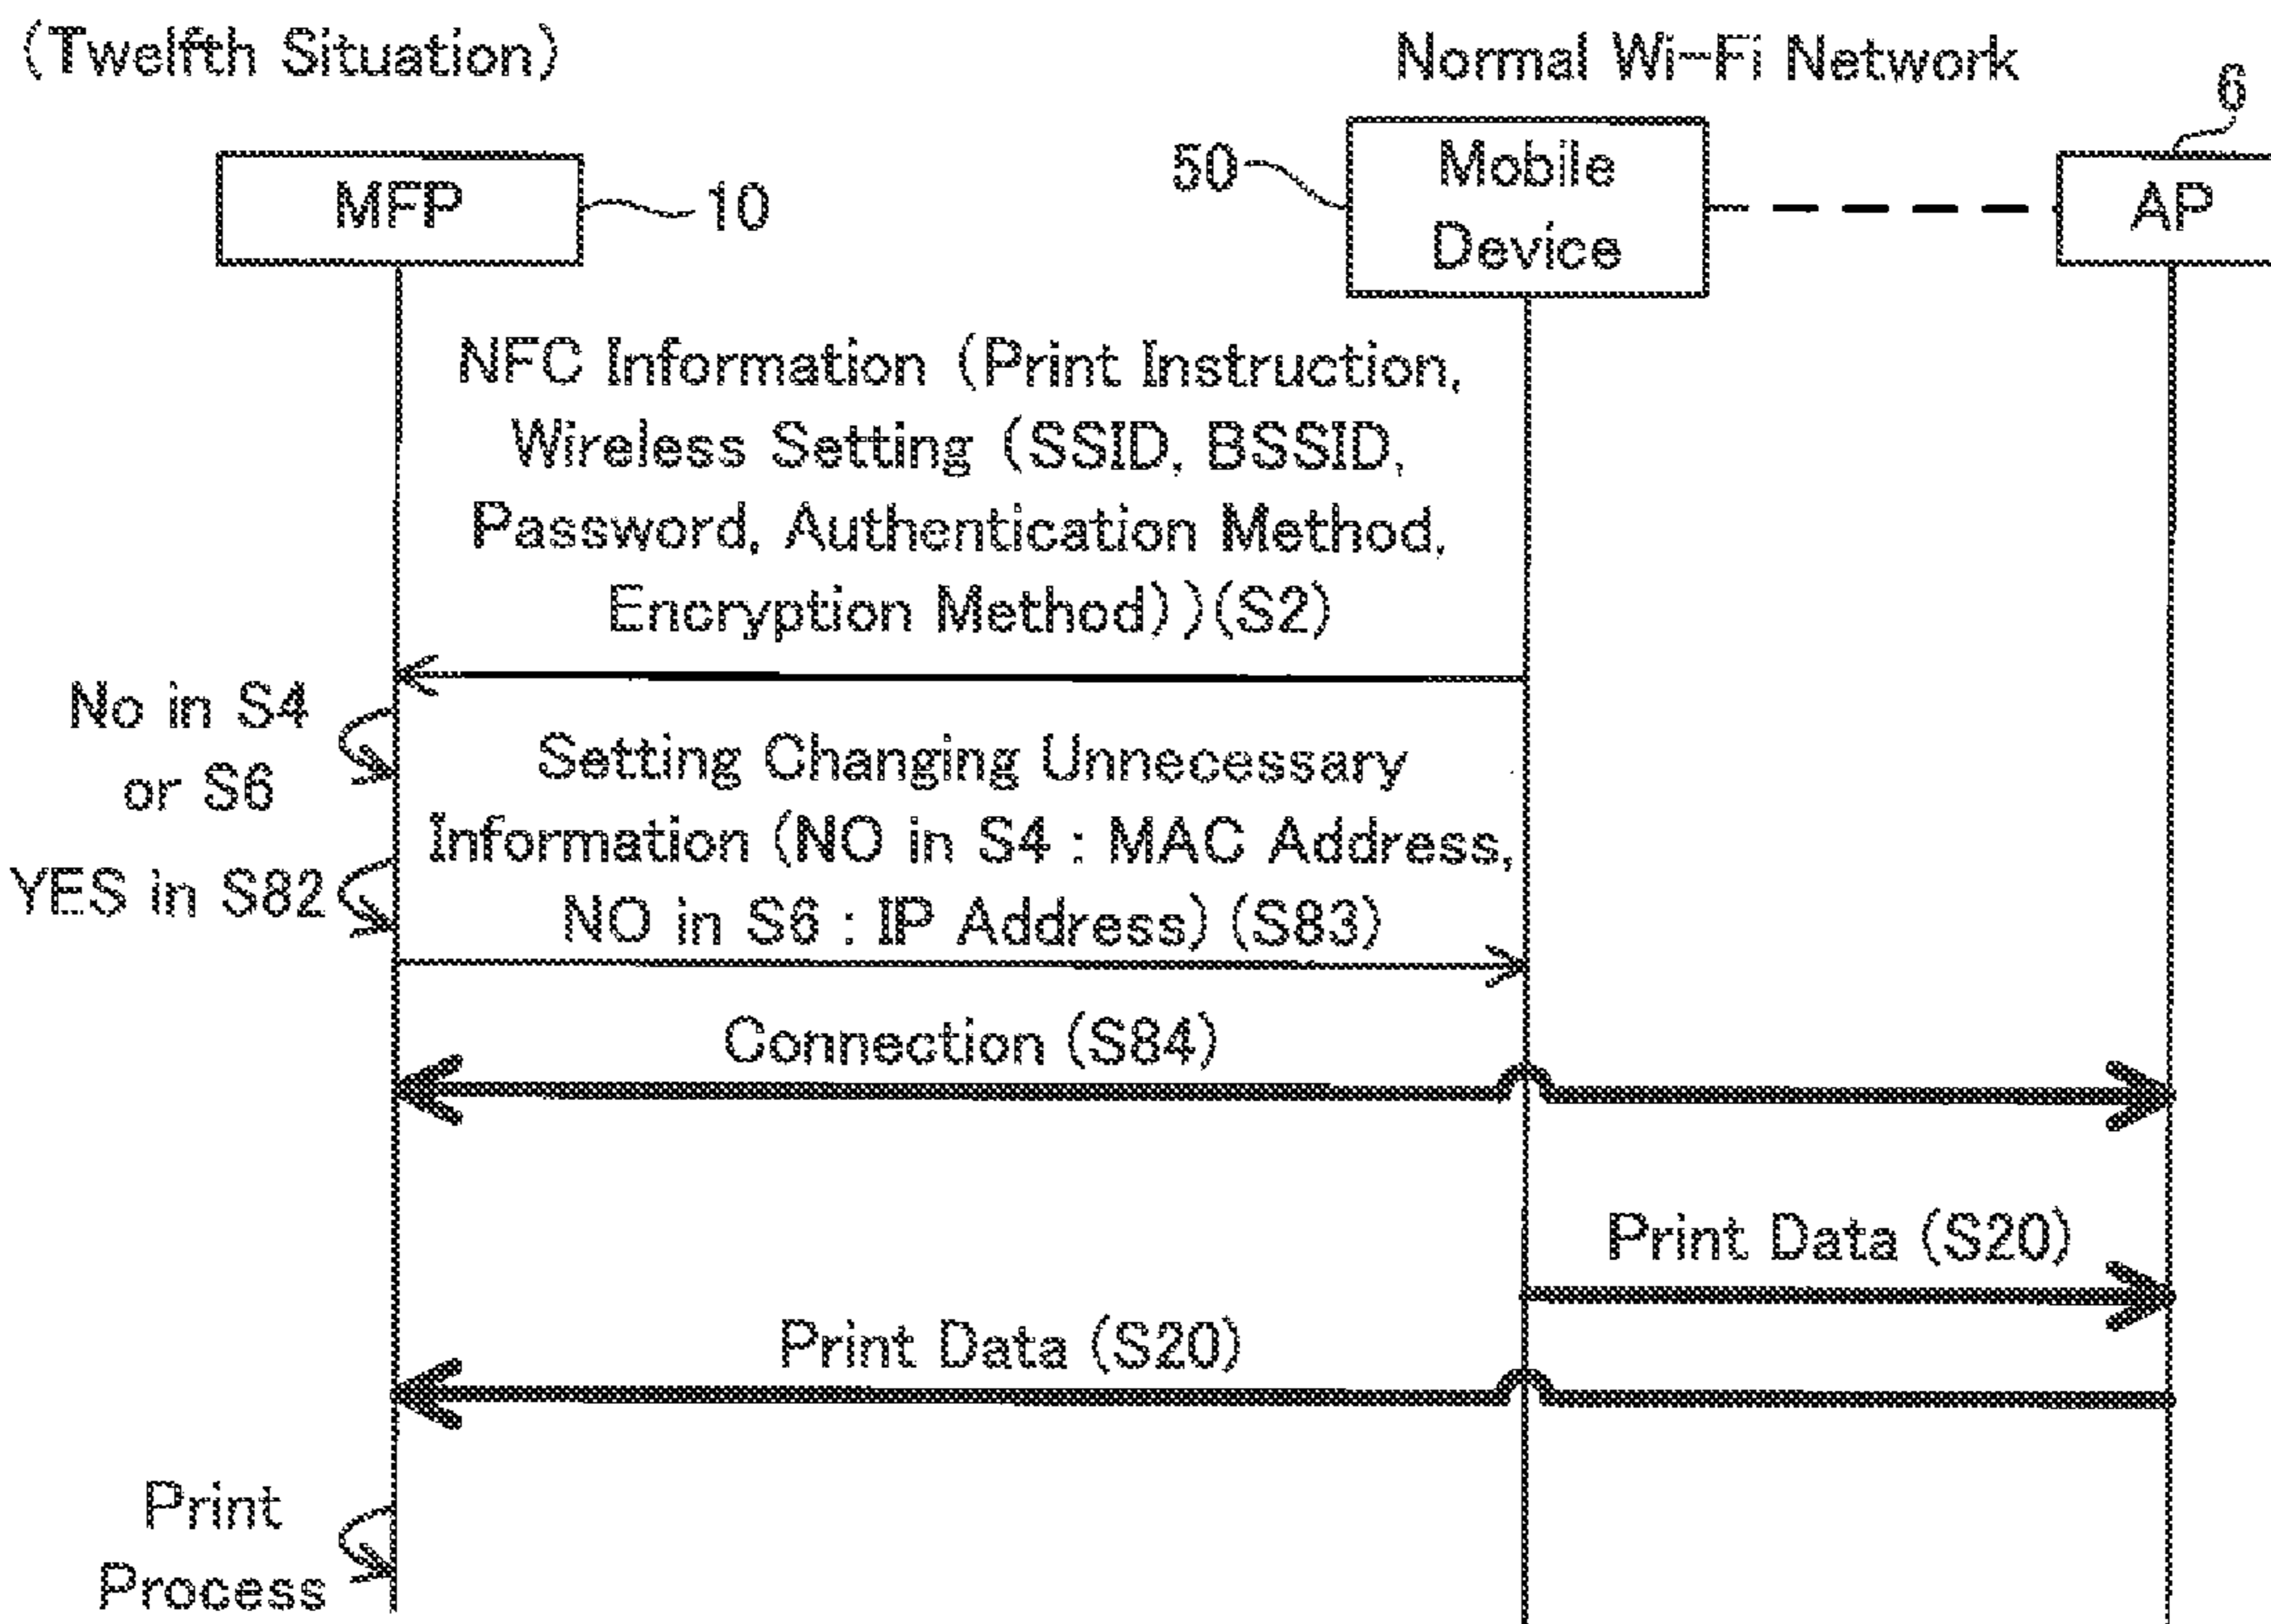 (Twelfth Situation)
Normal Wi-Fi Network
6
MFP
10
50
Mobile
Device
AP
NFC Information (Print Instruction,
Wireless Setting (SSID, BSSID,
Password, Authentication Method,
Encryption Method))(S2)
No in S4
or S6
Setting Changing Unnecessary
Information (NO in S4 : MAC Address,
NO in S6 : IP Address) (S83)
YES in S82
Connection (S84)
Print Data (S20)
Print Data (S20)
Print
Process